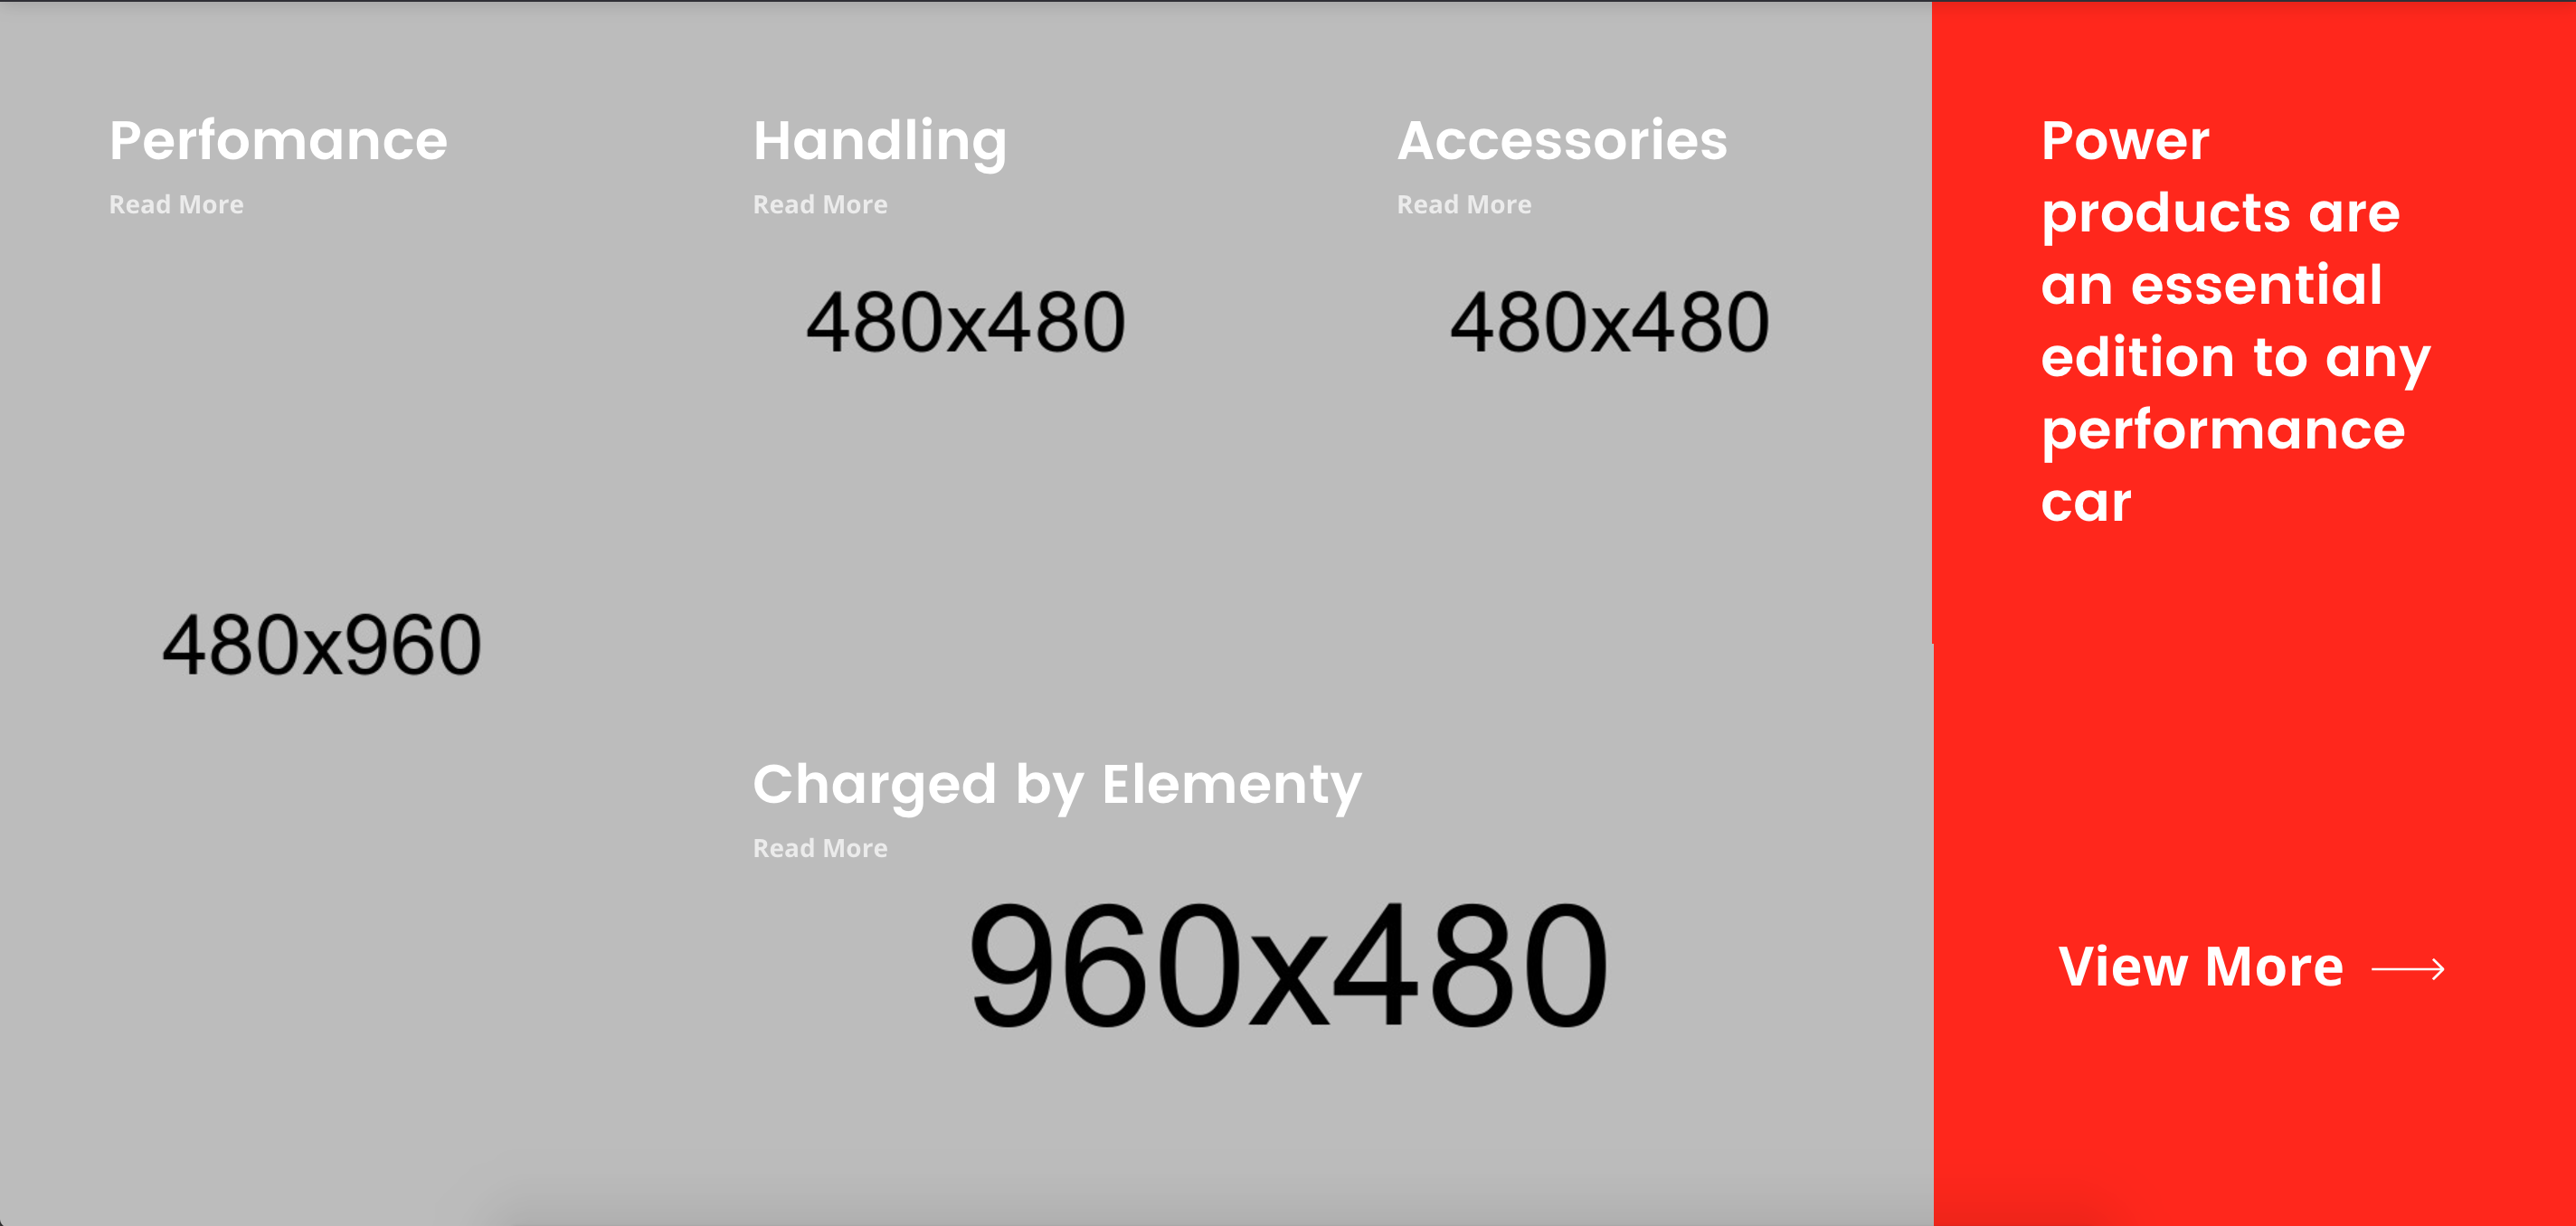 Perfomance
Read More
480x960
Handling
Read More
480x480
Accessories
Read More
480x480
Charged by Elementy
Read More
960x480
Power
products are
an essential
edition to any
performance
car
View More